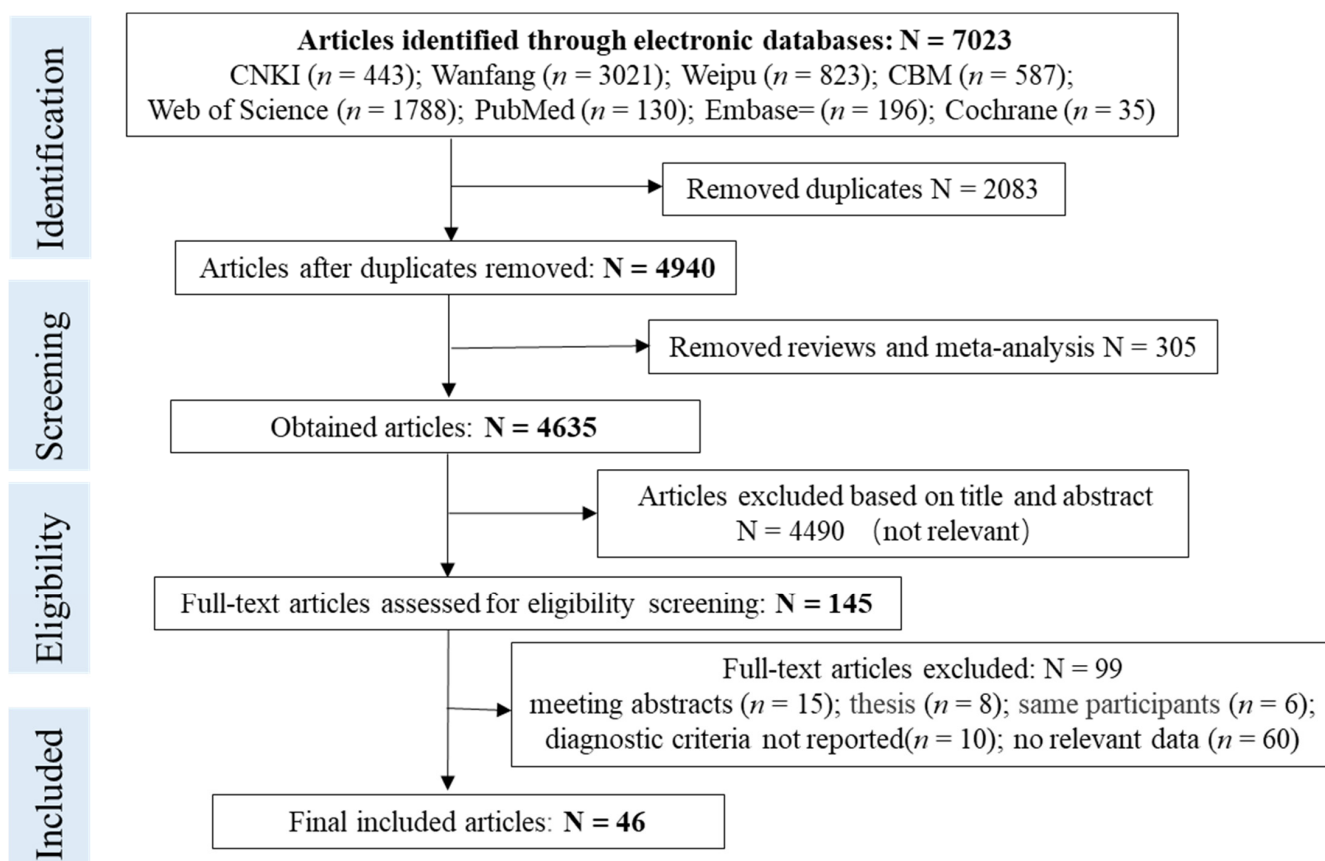 Identification
Articles identified through electronic databases: N = 7023
CNKI (n = 443); Wanfang (n = 3021); Weipu (n = 823); CBM (n = 587);
Web of Science (n = 1788); PubMed (n = 130); Embase= (n = 196); Cochrane (n = 35)
Removed duplicates N = 2083
Articles after duplicates removed: N = 4940
Screening
Removed reviews and meta-analysis N = 305
Obtained articles: N = 4635
Eligibility
Articles excluded based on title and abstract
N = 4490 (not relevant)
Full-text articles assessed for eligibility screening: N = 145
Full-text articles excluded: N = 99
meeting abstracts (n = 15); thesis (n = 8); same participants (n = 6);
diagnostic criteria not reported(n = 10); no relevant data (n = 60)
Included
Final included articles: N = 46